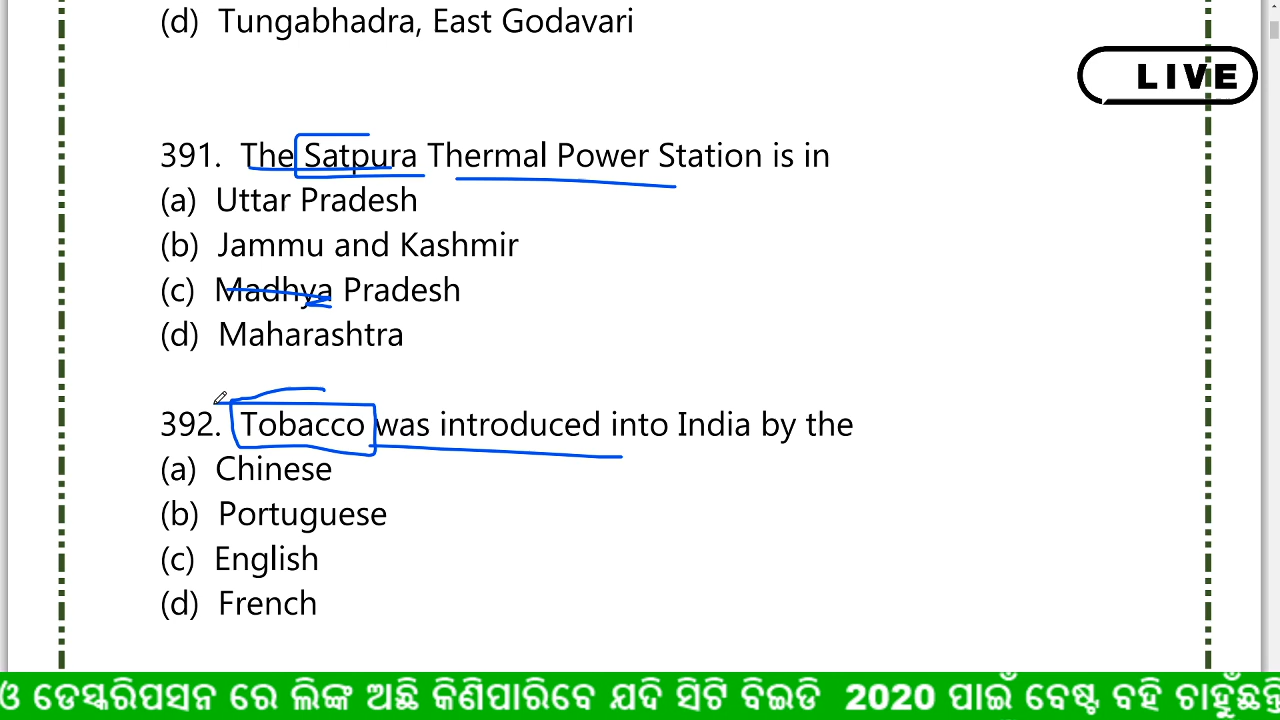 (d) Tungabhadra, East Godavari
LIVE
391. The Satpura Thermal Power Station is in
(a) Uttar Pradesh
(b) Jammu and Kashmir
(c) Madhya Pradesh
(d) Maharashtra
392. Tobacco was introduced into India by the
(a) Chinese
(b) Portuguese
(c) English
(d) French
ଓ ଡେସ୍କରିପସନ ରେ ଲିଙ୍କ ଅଛି କିଣିପାରିବେ ଯଦି ସିଟି ବିଇଡି 2020 ପାଇଁ ବେଷ୍ଟ ବହି ଚାହୁଁଛନ୍ତି